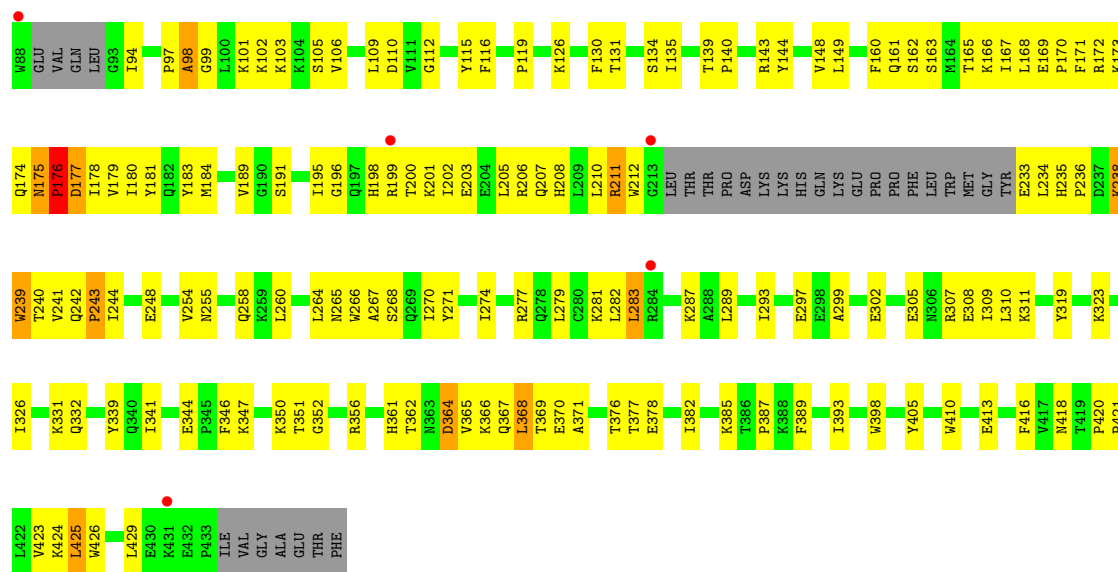 W88 GLU VAL GLN LEU G93 I94 P97 A98 G99 L100 K101 K102 K103 K104 S105 V106 L109 D110 V111 G112 Y115 F116 P119 K126 F130 T131 S134 I135 T139 P140 R143 Y144 V148 L149 F160 Q161 S162 S163 M164 T165 K166 I167 L168 E169 P170 F171 R172 K173
Q174 N175 P176 D177 I178 V179 I180 Y181 Q182 Y183 M184 V189 G190 S191 I195 G196 Q197 H198 R199 T200 K201 I202 E203 E204 L205 R206 Q207 H208 L209 L210 R211 W212 G213 LEU THR THR PRO ASP LYS LYS HIS GLN LYS GLU PRO PRO PHE LEU TRP MET GLY TYR E233 L234 H235 P236 D237 K238
W239 T240 V241 Q242 P243 I244 E248 V254 N255 Q258 K259 L260 L264 N265 W266 A267 S268 Q269 I270 Y271 I274 R277 Q278 L279 C280 K281 L282 L283 R284 K287 A288 L289 I293 E297 E298 A299 E302 E305 N306 R307 E308 I309 L310 K311 Y319 K323
I326 K331 Q332 Y339 Q340 I341 E344 P345 F346 K347 K350 T351 G352 R356 H361 T362 N363 D364 V365 K366 Q367 L368 T369 E370 A371 T376 T377 E378 I382 K385 T386 P387 K388 F389 I393 W398 Y405 W410 E413 F416 V417 N418 T419 P420 P421
L422 V423 K424 L425 W426 L429 E430 K431 E432 P433 ILE VAL GLY ALA GLU THR PHE